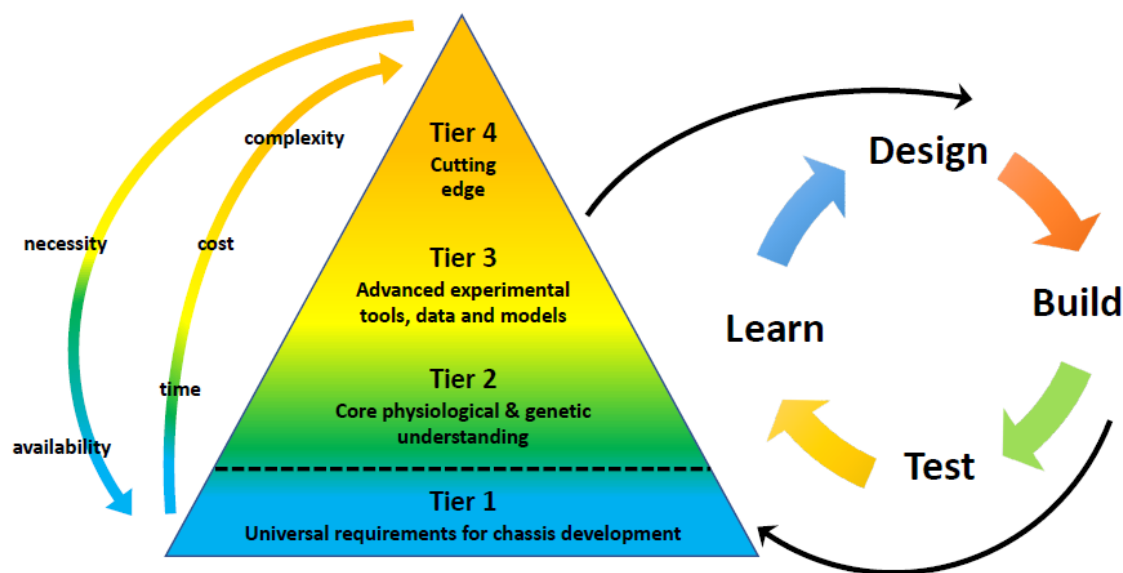 complexity
necessity
cost
time
availability
Tier 4
Cutting
edge
Tier 3
Advanced experimental
tools, data and models
Tier 2
Core physiological & genetic
understanding
Tier 1
Universal requirements for chassis development
Design
Build
Test
Learn